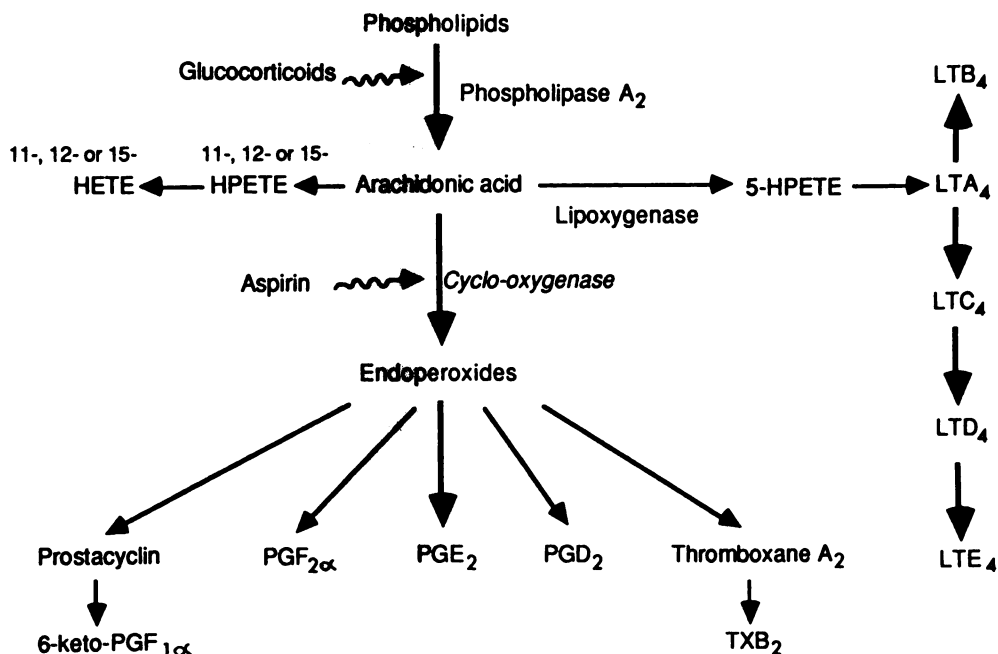 Phospholipids
Glucocorticoids
Phospholipase A2
LTB4
11-, 12- or 15-
HETE
11-, 12- or 15-
HPETE
Arachidonic acid
Lipoxygenase
5-HPETE
LTA4
Aspirin
Cyclo-oxygenase
LTC4
Endoperoxides
LTD4
Prostacyclin
PGF2α
PGE2
PGD2
Thromboxane A2
LTE4
6-keto-PGF1α
TXB2